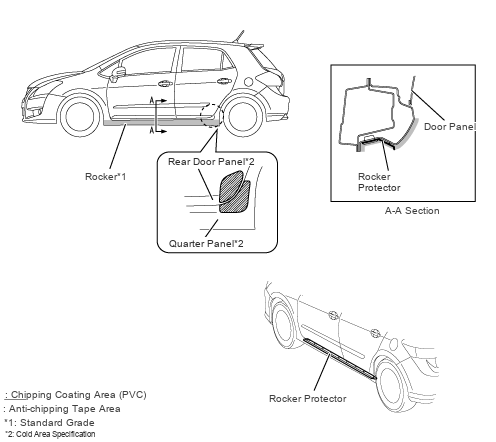 A
A
Rocker*1
Rear Door Panel*2
Quarter Panel*2
Door Panel
Rocker
Protector
A-A Section
Rocker Protector
: Chipping Coating Area (PVC)
: Anti-chipping Tape Area
*1: Standard Grade
*2: Cold Area Specification